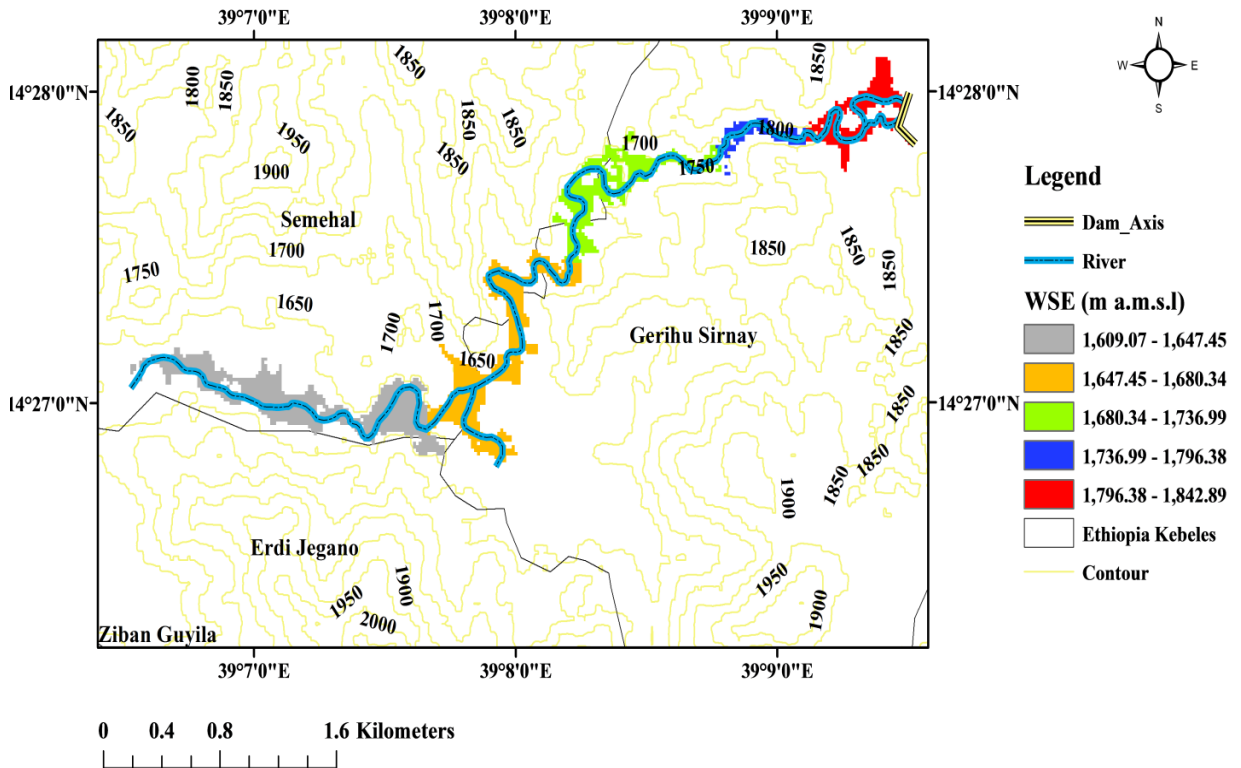 39°7'0"E 39°8'0"E 39°9'0"E
N
W E
S
14°28'0"N 14°28'0"N
1850 1800 1850 1850 1850
1850 1950 1850 1850 1700 1800
1900 1850 1750
Semehal
1700 1850 1850
1750 1850
1650 1700 1700 Gerihu Sirnay 1850
1650
14°27'0"N 14°27'0"N
1850
1850 1850
1900
Erdi Jegano
1900 1950
1950 1900
2000
Ziban Guyila
39°7'0"E 39°8'0"E 39°9'0"E
0 0.4 0.8 1.6 Kilometers
Legend
Dam_Axis
River
WSE (m a.m.s.l)
1,609.07 - 1,647.45
1,647.45 - 1,680.34
1,680.34 - 1,736.99
1,736.99 - 1,796.38
1,796.38 - 1,842.89
Ethiopia Kebeles
Contour